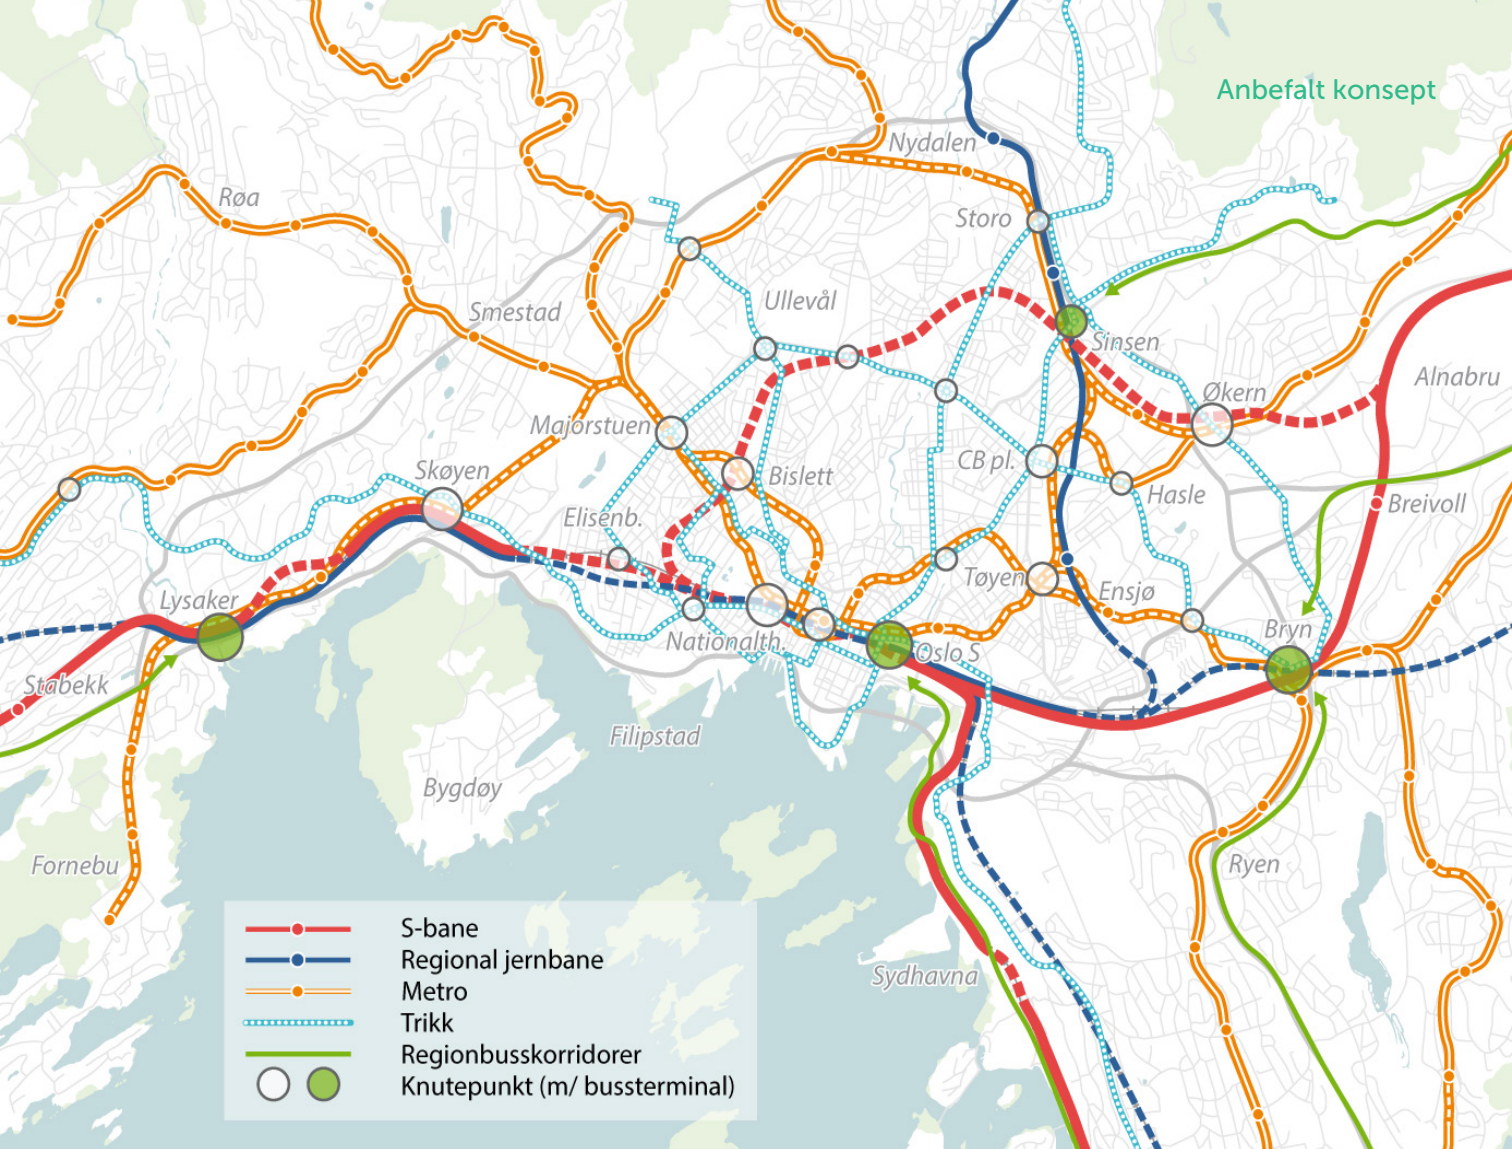 Anbefalt konsept
Nydalen
Røa
Storo
Ullevål
Smestad
Sinsen
Alnabru
Økern
Majorstuen
CB pl.
Skøyen
Bislett
Hasle
Breivoll
Elisenb.
Tøyen
Ensjø
Lysaker
Bryn
Nationalth.
Oslo S
Stabekk
Filipstad
Bygdøy
Fornebu
Ryen
Sydhavna
S-bane
Regional jernbane
Metro
Trikk
Regionbusskorridorer
Knutepunkt (m/ bussterminal)